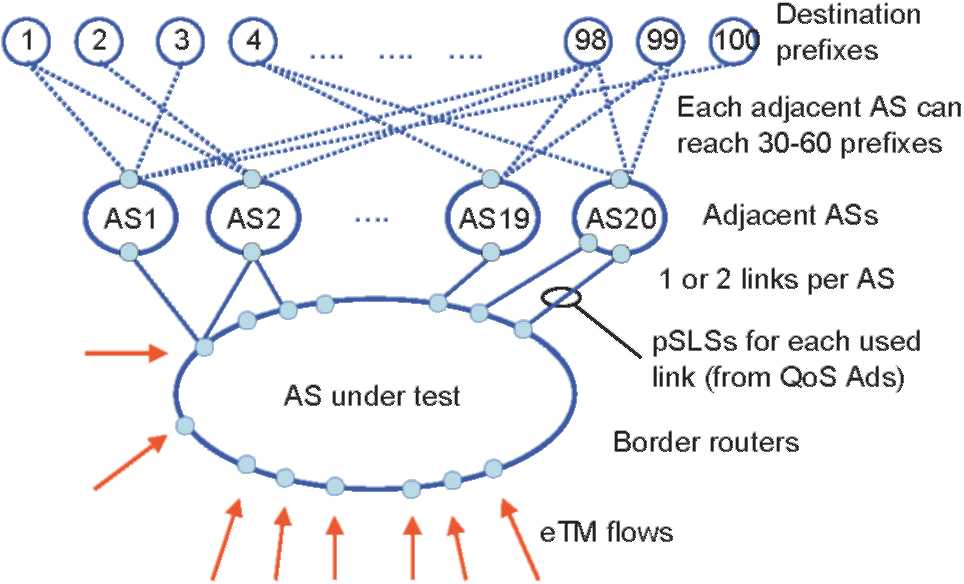 1 2 3 4 .... .... .... 98 99 100
Destination
prefixes
Each adjacent AS can
reach 30-60 prefixes
AS1 AS2 .... AS19 AS20
Adjacent ASs
1 or 2 links per AS
pSLSs for each used
link (from QoS Ads)
AS under test
Border routers
eTM flows